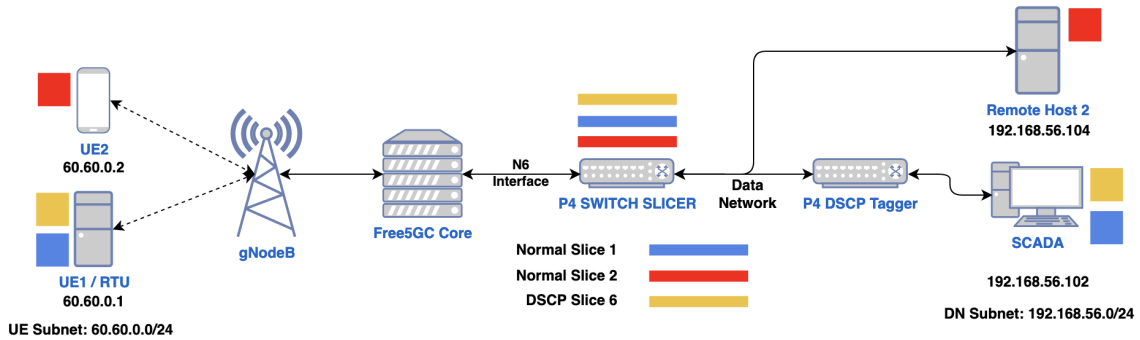 UE2
60.60.0.2
UE1 / RTU
60.60.0.1
UE Subnet: 60.60.0.0/24
gNodeB
Free5GC Core
N6
Interface
P4 SWITCH SLICER
Data
Network
P4 DSCP Tagger
Remote Host 2
192.168.56.104
SCADA
192.168.56.102
DN Subnet: 192.168.56.0/24
Normal Slice 1
Normal Slice 2
DSCP Slice 6